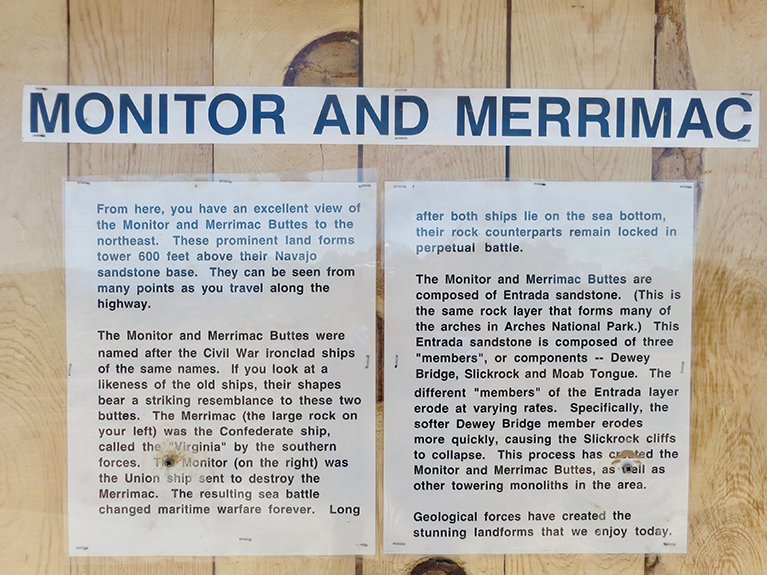 MONITOR AND MERRIMAC
From here, you have an excellent view of
the Monitor and Merrimac Buttes to the
northeast. These prominent land forms
tower 600 feet above their Navajo
sandstone base. They can be seen from
many points as you travel along the
highway.
The Monitor and Merrimac Buttes were
named after the Civil War ironclad ships
of the same names. If you look at a
likeness of the old ships, their shapes
bear a striking resemblance to these two
buttes. The Merrimac (the large rock on
your left) was the Confederate ship,
called the "Virginia" by the southern
forces. The Monitor (on the right) was
the Union ship sent to destroy the
Merrimac. The resulting sea battle
changed maritime warfare forever. Long
after both ships lie on the sea bottom,
their rock counterparts remain locked in
perpetual battle.
The Monitor and Merrimac Buttes are
composed of Entrada sandstone. (This is
the same rock layer that forms many of
the arches in Arches National Park.) This
Entrada sandstone is composed of three
"members", or components -- Dewey
Bridge, Slickrock and Moab Tongue. The
different "members" of the Entrada layer
erode at varying rates. Specifically, the
softer Dewey Bridge member erodes
more quickly, causing the Slickrock cliffs
to collapse. This process has created the
Monitor and Merrimac Buttes, as well as
other towering monoliths in the area.
Geological forces have created the
stunning landforms that we enjoy today.